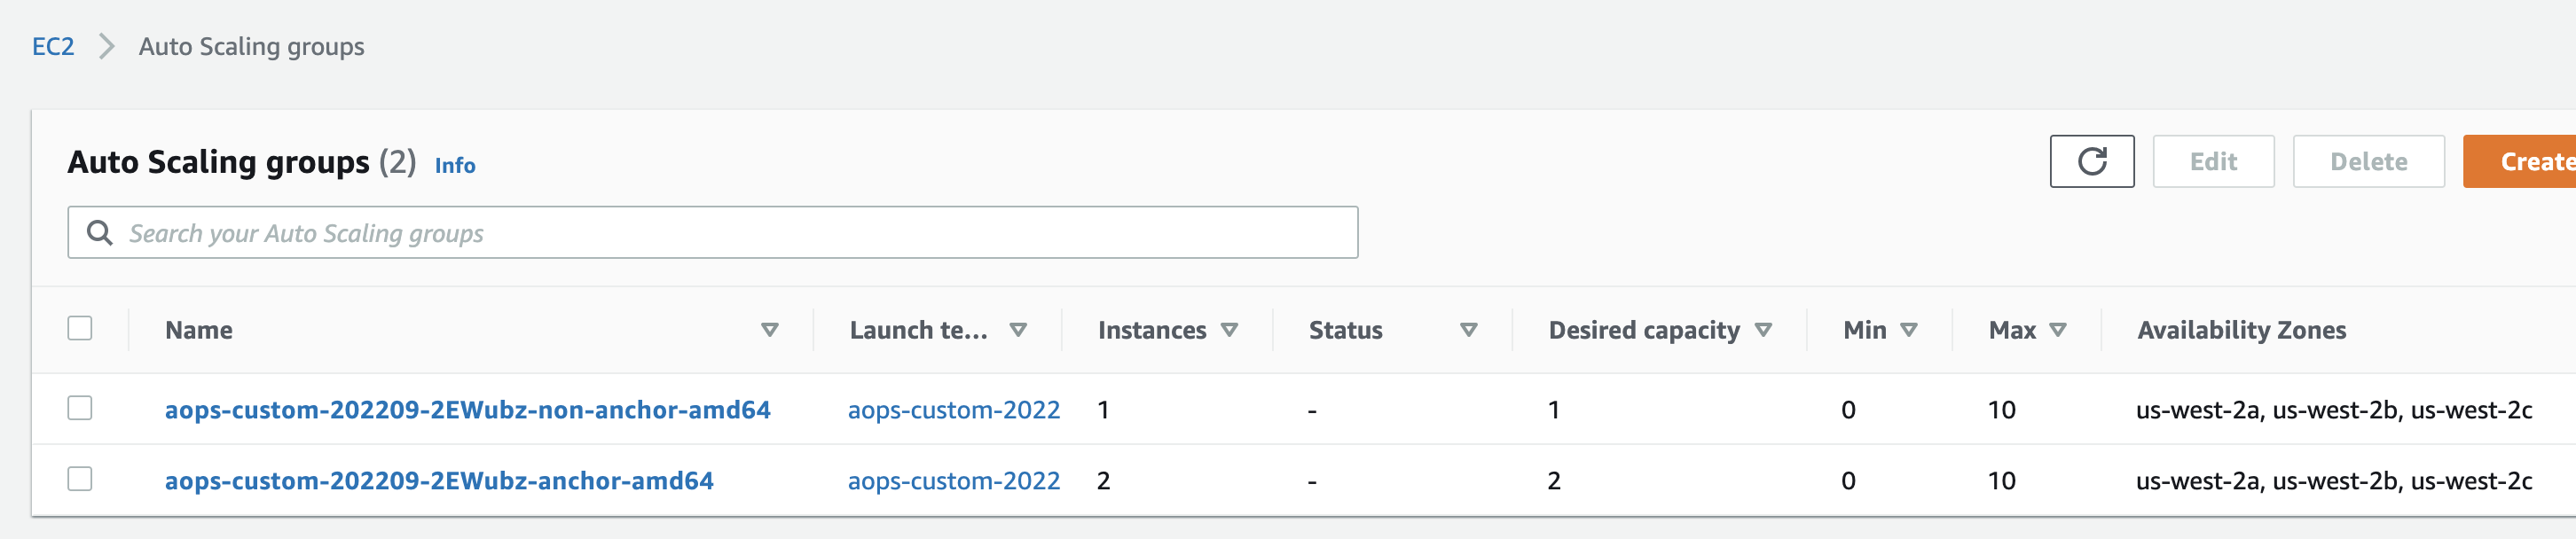 EC2 Auto Scaling groups
Auto Scaling groups (2) Info
Edit Delete Create
Search your Auto Scaling groups
Name Launch te... Instances Status Desired capacity Min Max Availability Zones
aops-custom-202209-2EWubz-non-anchor-amd64 aops-custom-2022 1 - 1 0 10 us-west-2a, us-west-2b, us-west-2c
aops-custom-202209-2EWubz-anchor-amd64 aops-custom-2022 2 - 2 0 10 us-west-2a, us-west-2b, us-west-2c